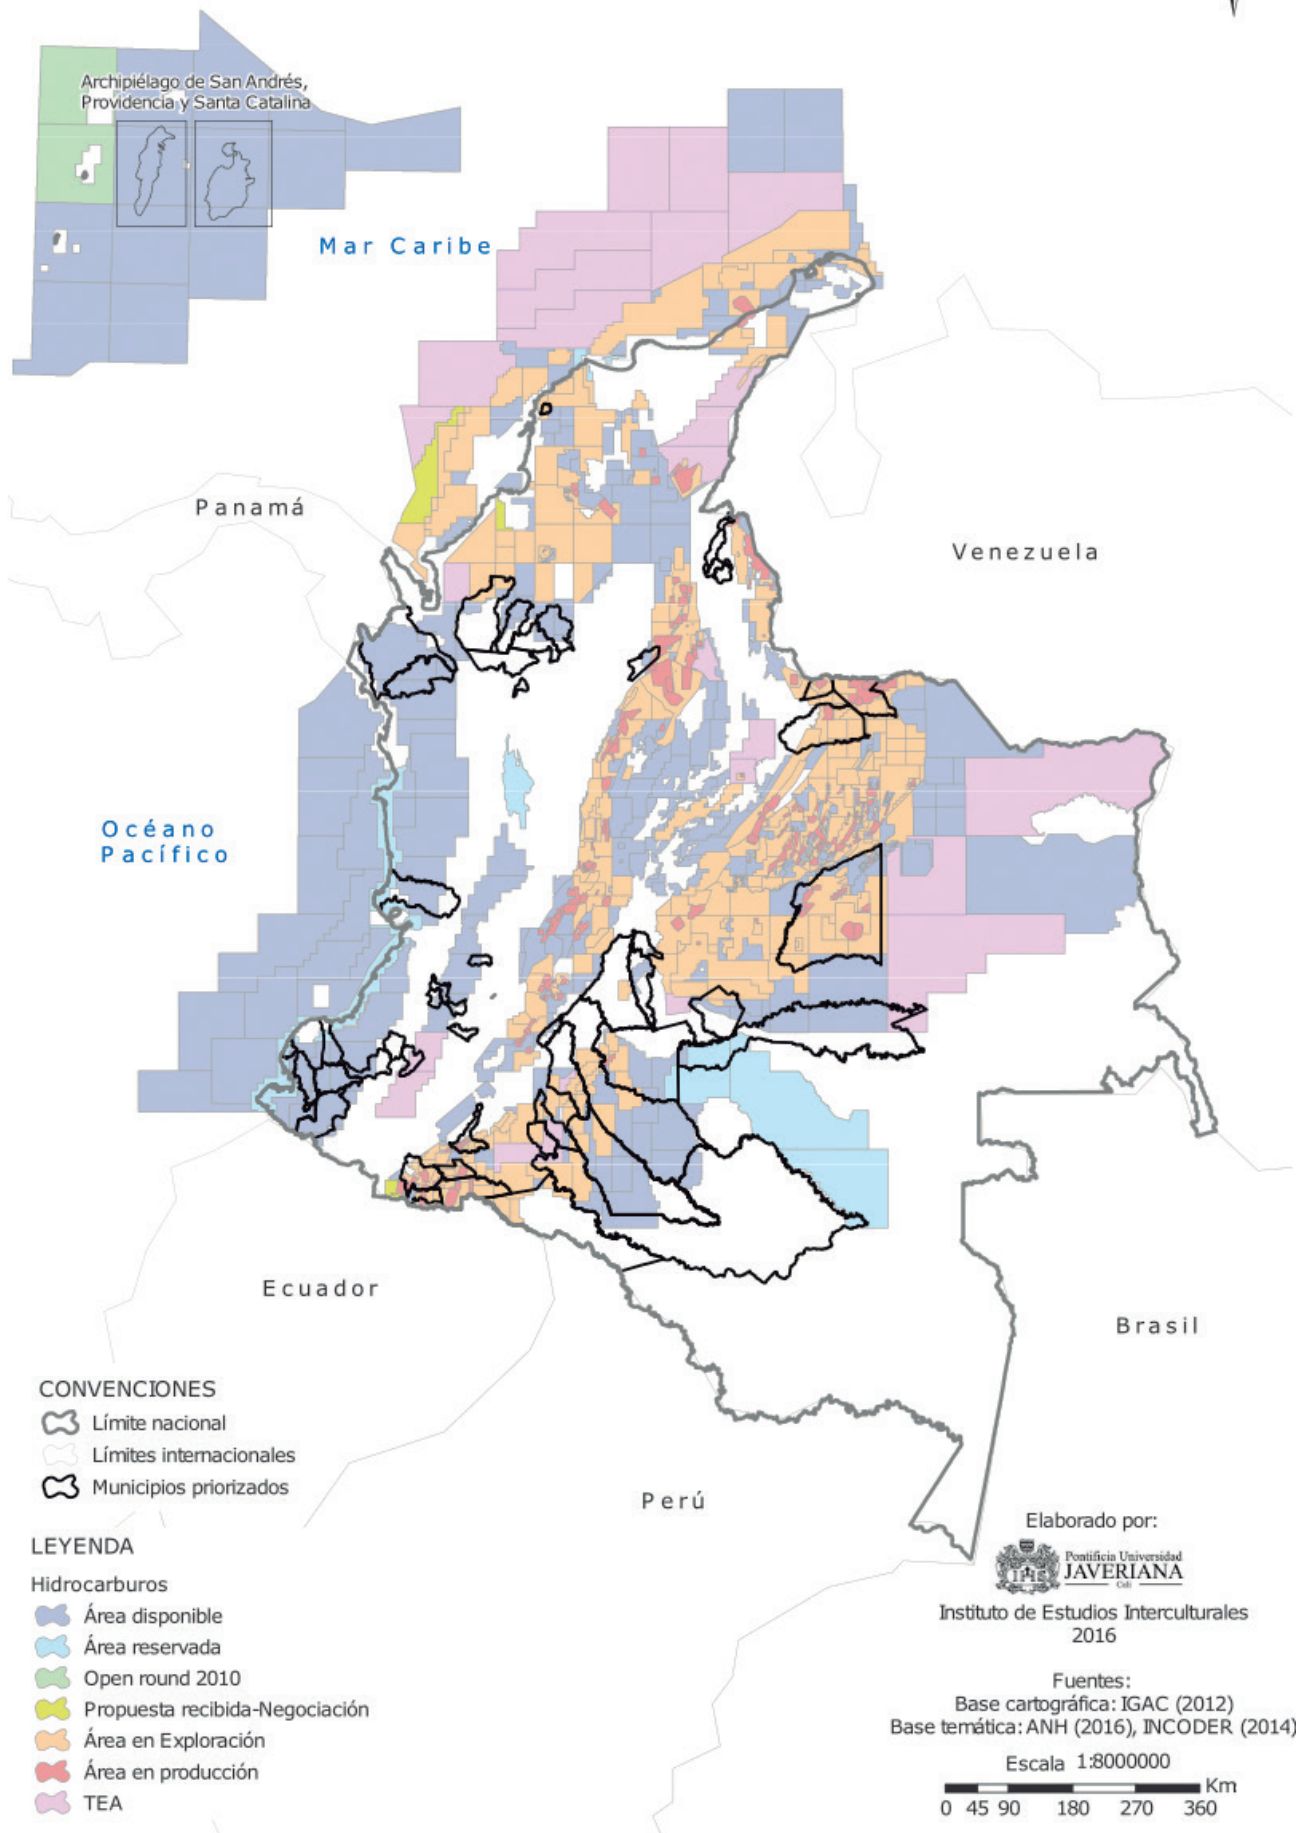 Archipiélago de San Andrés,
Providencia y Santa Catalina
Mar Caribe
Panamá
Venezuela
Océano
Pacífico
Ecuador
Brasil
Perú
CONVENCIONES
Límite nacional
Límites internacionales
Municipios priorizados
LEYENDA
Hidrocarburos
Área disponible
Área reservada
Open round 2010
Propuesta recibida-Negociación
Área en Exploración
Área en producción
TEA
Elaborado por:
Pontificia Universidad
JAVERIANA
Cali
Instituto de Estudios Interculturales
2016
Fuentes:
Base cartográfica: IGAC (2012)
Base temática: ANH (2016), INCODER (2014)
Escala 1:8000000
Km
0 45 90 180 270 360